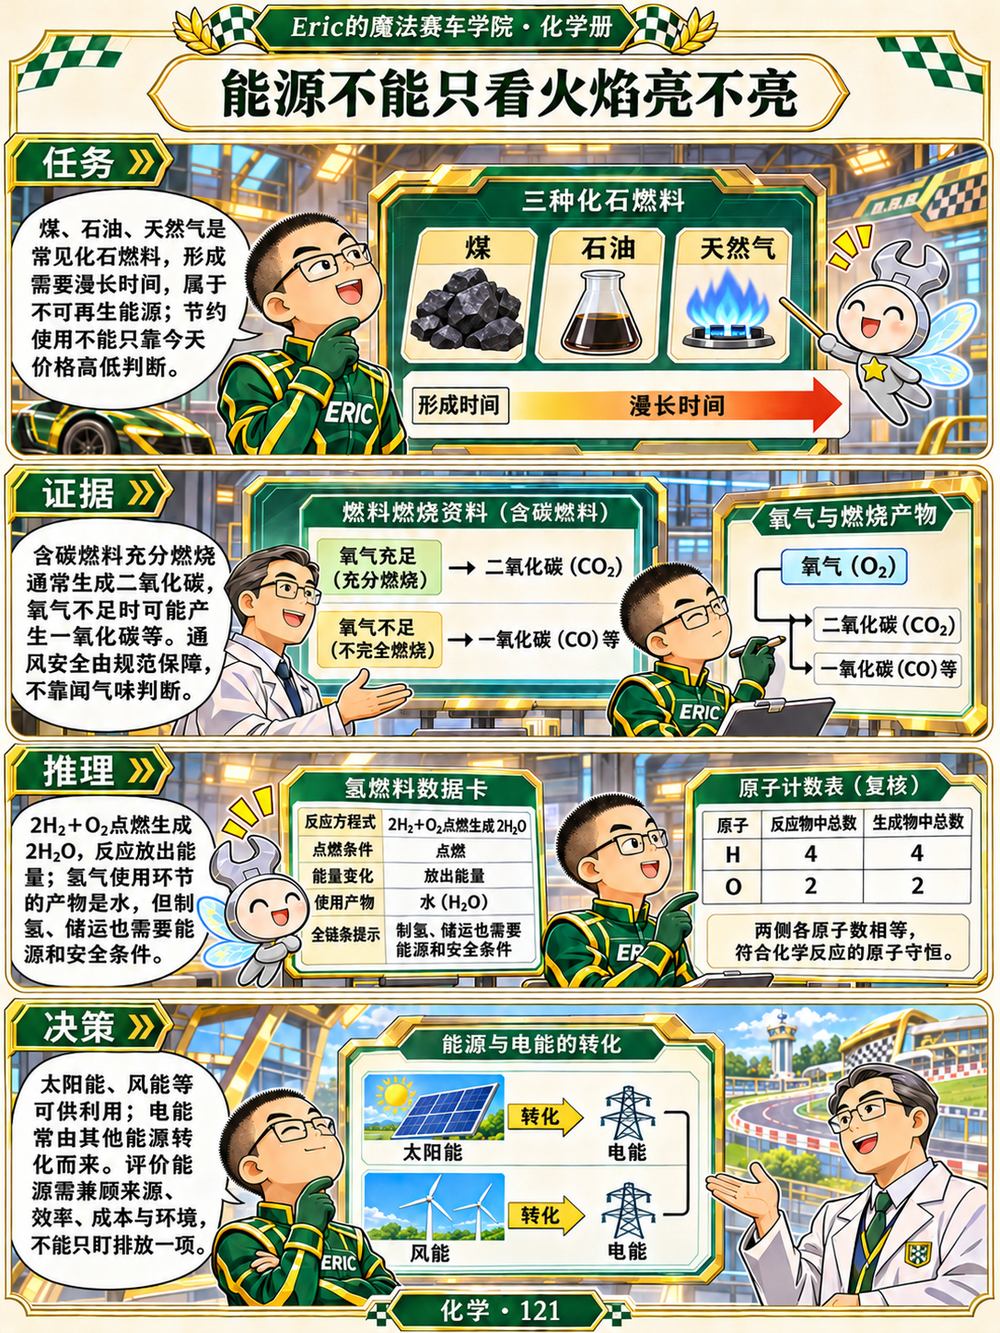 Eric的魔法赛车学院·化学册
能源不能只看火焰亮不亮
任务
煤、石油、天然气是
常见化石燃料，形成
需要漫长时间，属于
不可再生能源；节约
使用不能只靠今天
价格高低判断。
ERIC
三种化石燃料
煤
石油
天然气
形成时间
漫长时间
证据
含碳燃料充分燃烧
通常生成二氧化碳，
氧气不足时可能产
生一氧化碳等。通
风安全由规范保障，
不靠闻气味判断。
燃料燃烧资料（含碳燃料）
氧气充足
（充分燃烧）
二氧化碳（CO₂）
氧气不足
（不完全燃烧）
一氧化碳（CO）等
ERIC
氧气与燃烧产物
氧气（O₂）
二氧化碳（CO₂）
一氧化碳（CO）等
推理
2H₂+O₂点燃生成
2H₂O，反应放出能
量；氢气使用环节
的产物是水，但制
氢、储运也需要能
源和安全条件。
氢燃料数据卡
反应方程式 2H₂+O₂点燃生成2H₂O
点燃条件 点燃
能量变化 放出能量
使用产物 水（H₂O）
全链条提示 制氢、储运也需要
能源和安全条件
原子计数表（复核）
原子 反应物中总数 生成物中总数
H 4 4
O 2 2
两侧各原子数相等，
符合化学反应的原子守恒。
决策
太阳能、风能等
可供利用；电能
常由其他能源转
化而来。评价能
源需兼顾来源、
效率、成本与环境，
不能只盯排放一项。
ERIC
能源与电能的转化
太阳能
转化
电能
风能
转化
电能
化学·121